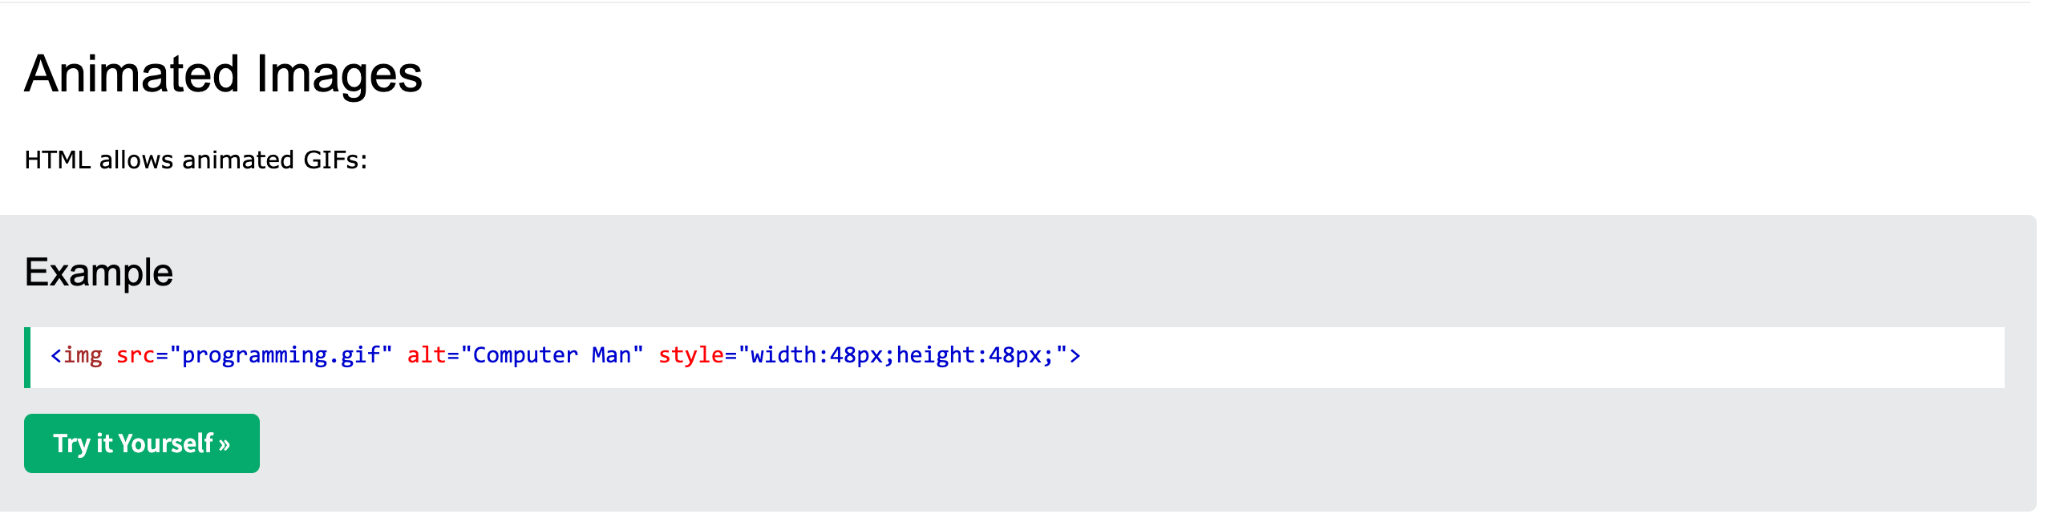 Animated Images
HTML allows animated GIFs:
Example
<img src="programming.gif" alt="Computer Man" style="width:48px;height:48px;">
Try it Yourself »